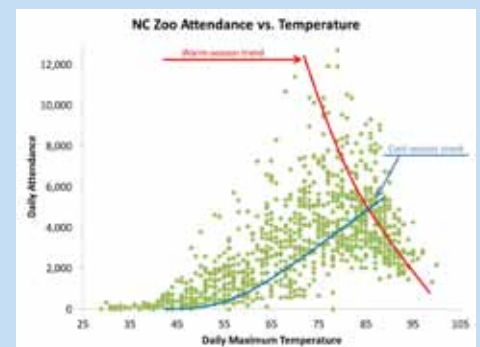 NC Zoo Attendance vs. Temperature
Warm season trend
Cool season trend
Daily Attendance
12,000
10,000
8,000
6,000
4,000
2,000
0
25 35 45 55 65 75 85 95 105
Daily Maximum Temperature